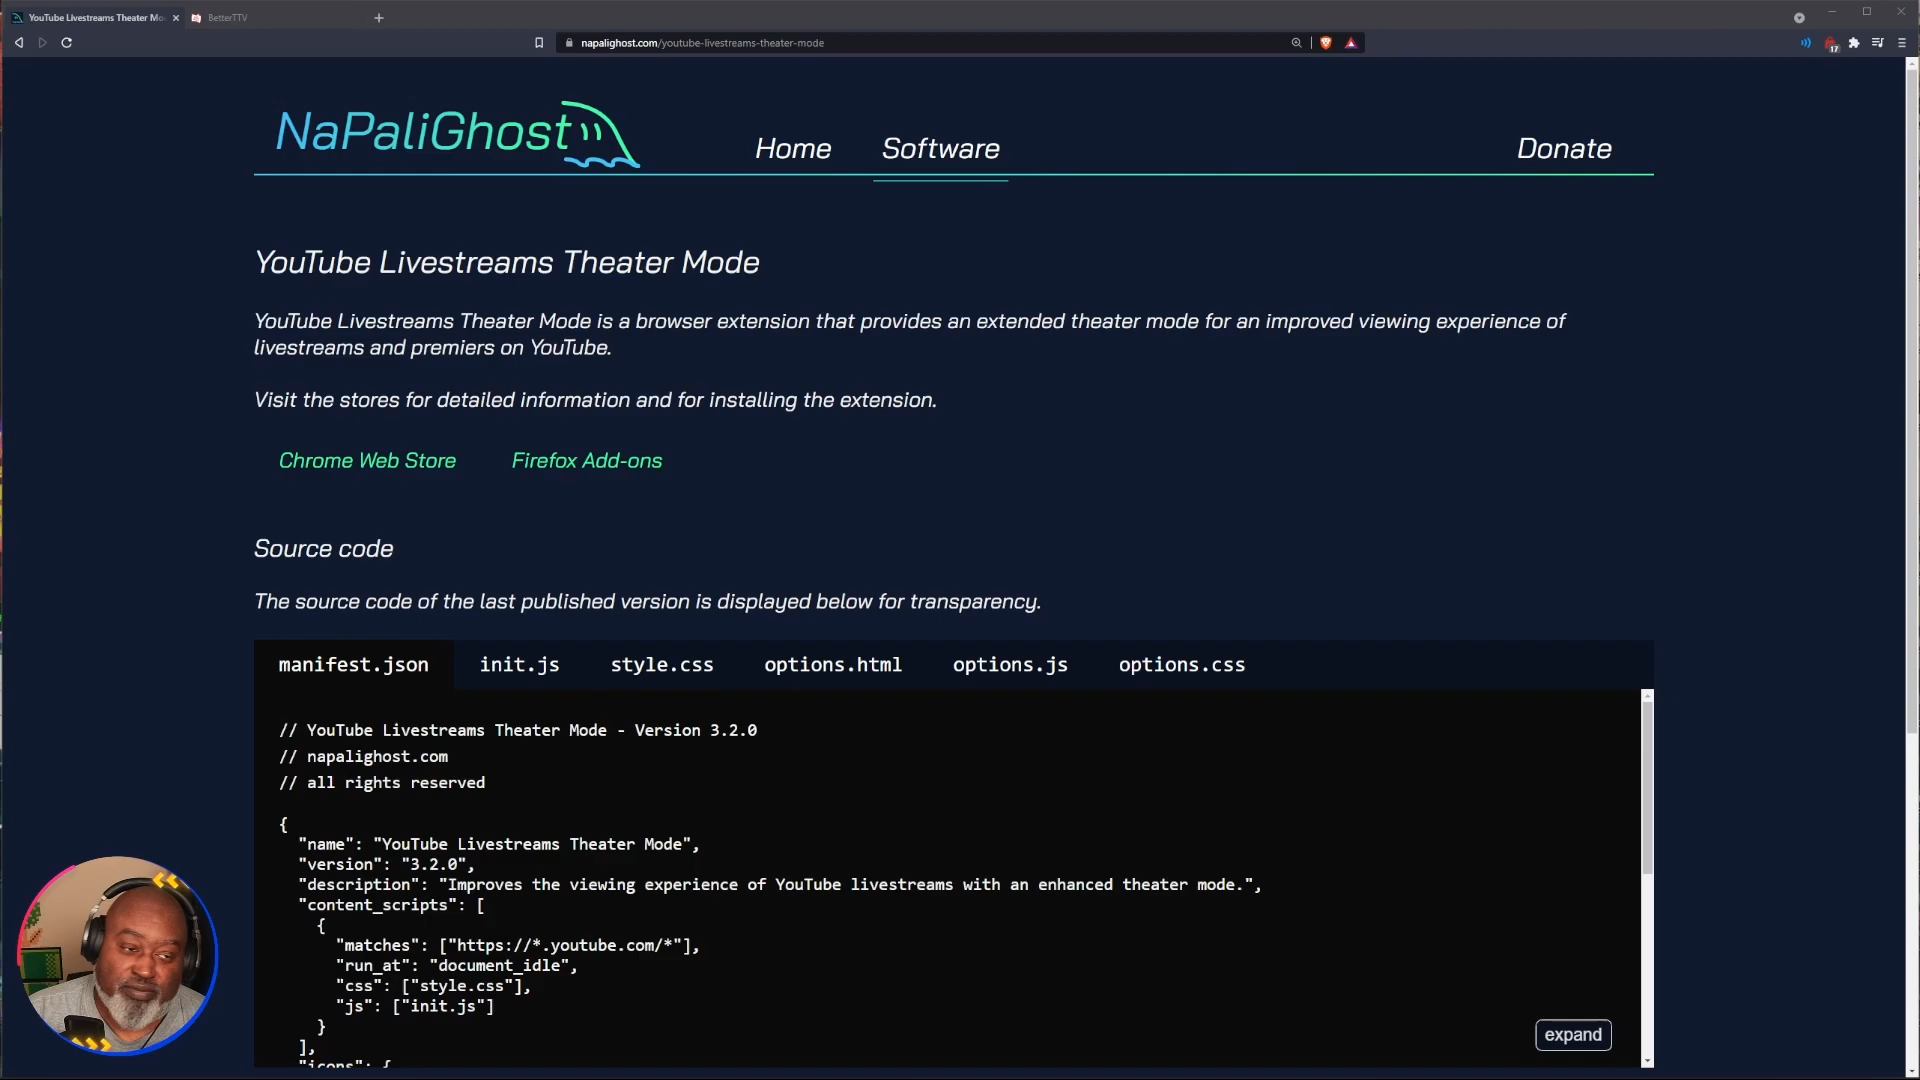 YouTube Livestreams Theater Mo
BetterTTV
napalighost.com/youtube-livestreams-theater-mode
17
NaPaliGhost
Home
Software
Donate
YouTube Livestreams Theater Mode
YouTube Livestreams Theater Mode is a browser extension that provides an extended theater mode for an improved viewing experience of
livestreams and premiers on YouTube.
Visit the stores for detailed information and for installing the extension.
Chrome Web Store
Firefox Add-ons
Source code
The source code of the last published version is displayed below for transparency.
manifest.json
init.js
style.css
options.html
options.js
options.css
// YouTube Livestreams Theater Mode - Version 3.2.0
// napalighost.com
// all rights reserved
{
"name": "YouTube Livestreams Theater Mode",
"version": "3.2.0",
"description": "Improves the viewing experience of YouTube livestreams with an enhanced theater mode.",
"content_scripts": [
{
"matches": ["https://*.youtube.com/*"],
"run_at": "document_idle",
"css": ["style.css"],
"js": ["init.js"]
}
],
"icons": {
expand